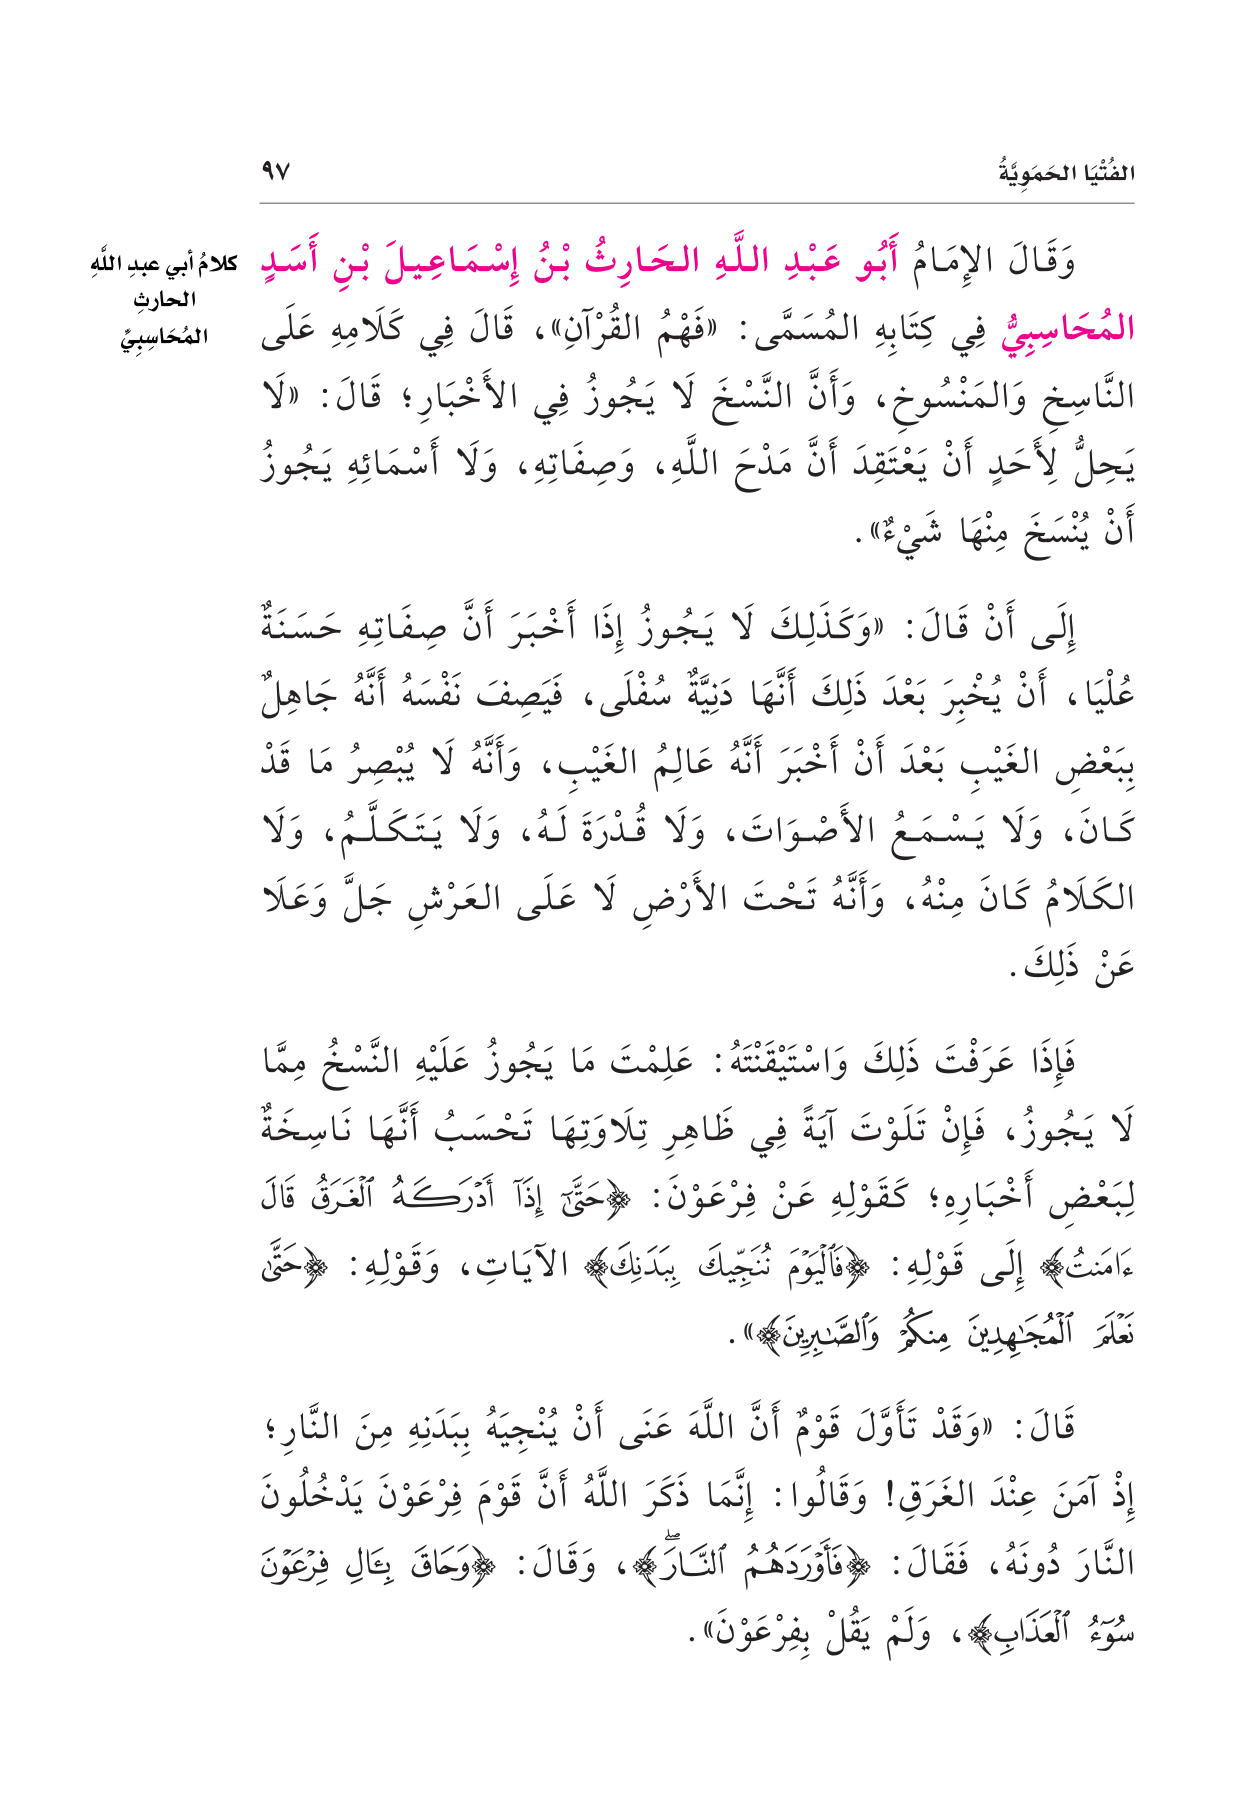 الفُتْيَا الحَمَوِيَّةُ
٩٧
وَقَالَ الإِمَامُ أَبُو عَبْدِ اللَّهِ الحَارِثُ بْنُ إِسْمَاعِيلَ بْنِ أَسَدٍ
المُحَاسِبِيُّ فِي كِتَابِهِ المُسَمَّى: «فَهْمُ القُرْآنِ»، قَالَ فِي كَلَامِهِ عَلَى
النَّاسِخِ وَالمَنْسُوخِ، وَأَنَّ النَّسْخَ لَا يَجُوزُ فِي الأَخْبَارِ؛ قَالَ: «لَا
يَحِلُّ لِأَحَدٍ أَنْ يَعْتَقِدَ أَنَّ مَدْحَ اللَّهِ، وَصِفَاتِهِ، وَلَا أَسْمَائِهِ يَجُوزُ
أَنْ يُنْسَخَ مِنْهَا شَيْءٌ».
كلامُ أبي عبدِ اللَّهِ
الحارثِ
المُحَاسِبِيِّ
إِلَى أَنْ قَالَ: «وَكَذَلِكَ لَا يَجُوزُ إِذَا أَخْبَرَ أَنَّ صِفَاتِهِ حَسَنَةٌ
عُلْيَا، أَنْ يُخْبِرَ بَعْدَ ذَلِكَ أَنَّهَا دَنِيَّةٌ سُفْلَى، فَيَصِفَ نَفْسَهُ أَنَّهُ جَاهِلٌ
بِبَعْضِ الغَيْبِ بَعْدَ أَنْ أَخْبَرَ أَنَّهُ عَالِمُ الغَيْبِ، وَأَنَّهُ لَا يُبْصِرُ مَا قَدْ
كَانَ، وَلَا يَسْمَعُ الأَصْوَاتَ، وَلَا قُدْرَةَ لَهُ، وَلَا يَتَكَلَّمُ، وَلَا
الكَلَامُ كَانَ مِنْهُ، وَأَنَّهُ تَحْتَ الأَرْضِ لَا عَلَى العَرْشِ جَلَّ وَعَلَا
عَنْ ذَلِكَ.
فَإِذَا عَرَفْتَ ذَلِكَ وَاسْتَيْقَنْتَهُ: عَلِمْتَ مَا يَجُوزُ عَلَيْهِ النَّسْخُ مِمَّا
لَا يَجُوزُ، فَإِنْ تَلَوْتَ آيَةً فِي ظَاهِرِ تِلَاوَتِهَا تَحْسَبُ أَنَّهَا نَاسِخَةٌ
لِبَعْضِ أَخْبَارِهِ؛ كَقَوْلِهِ عَنْ فِرْعَوْنَ: ﴿حَتَّىٰٓ إِذَآ أَدۡرَكَهُ ٱلۡغَرَقُ قَالَ
ءَامَنتُ﴾ إِلَى قَوْلِهِ: ﴿فَٱلۡيَوۡمَ نُنَجِّيكَ بِبَدَنِكَ﴾ الآيَاتِ، وَقَوْلِهِ: ﴿حَتَّىٰ
نَعۡلَمَ ٱلۡمُجَٰهِدِينَ مِنكُمۡ وَٱلصَّٰبِرِينَ﴾».
قَالَ: «وَقَدْ تَأَوَّلَ قَوْمٌ أَنَّ اللَّهَ عَنَى أَنْ يُنْجِيَهُ بِبَدَنِهِ مِنَ النَّارِ؛
إِذْ آمَنَ عِنْدَ الغَرَقِ! وَقَالُوا: إِنَّمَا ذَكَرَ اللَّهُ أَنَّ قَوْمَ فِرْعَوْنَ يَدْخُلُونَ
النَّارَ دُونَهُ، فَقَالَ: ﴿فَأَوۡرَدَهُمُ ٱلنَّارَۖ﴾، وَقَالَ: ﴿وَحَاقَ بِـَٔالِ فِرۡعَوۡنَ
سُوٓءُ ٱلۡعَذَابِ﴾، وَلَمْ يَقُلْ بِفِرْعَوْنَ».